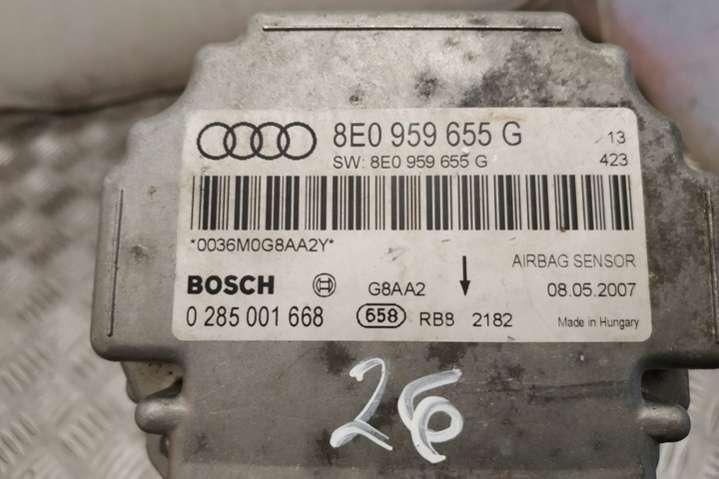 8E0 959 655 G 13
SW: 8E0 959 655 G 423
*0036M0G8AA2Y*
AIRBAG SENSOR
BOSCH G8AA2 08.05.2007
0 285 001 668 658 RB8 2182 Made in Hungary
26